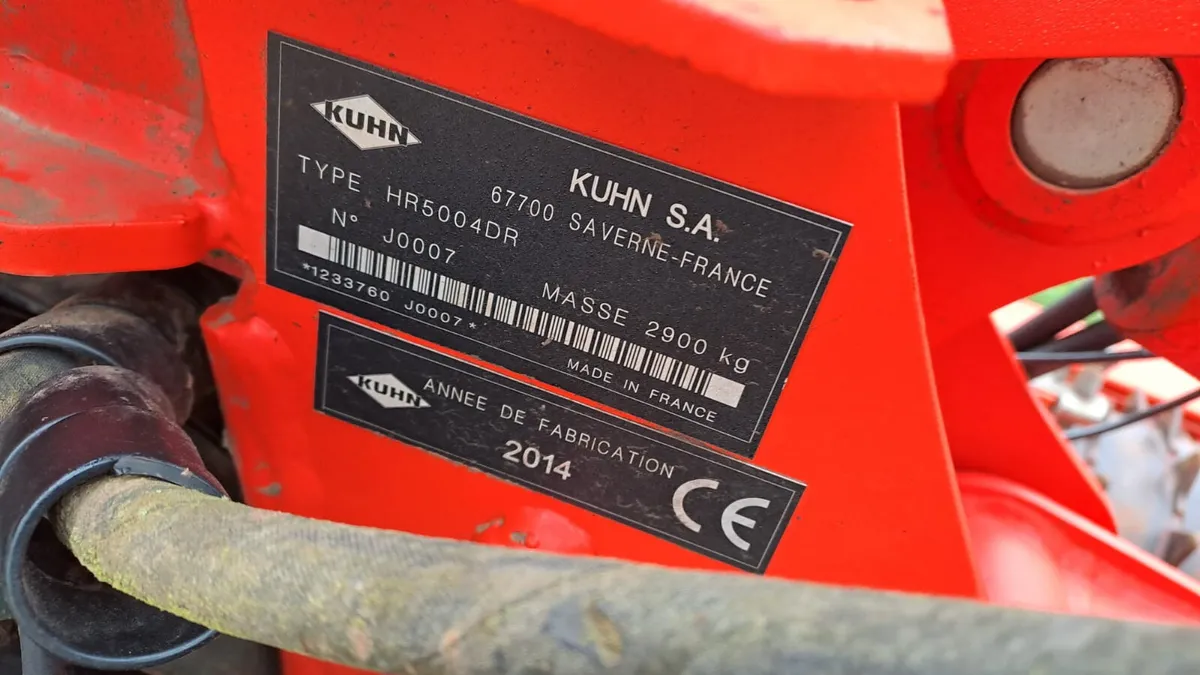 KUHN
KUHN S.A.
67700 SAVERNE-FRANCE
TYPE HR5004DR
N° J0007
MASSE 2900 kg
*1233760 J0007*
MADE IN FRANCE
KUHN
ANNEE DE FABRICATION
2014
CE